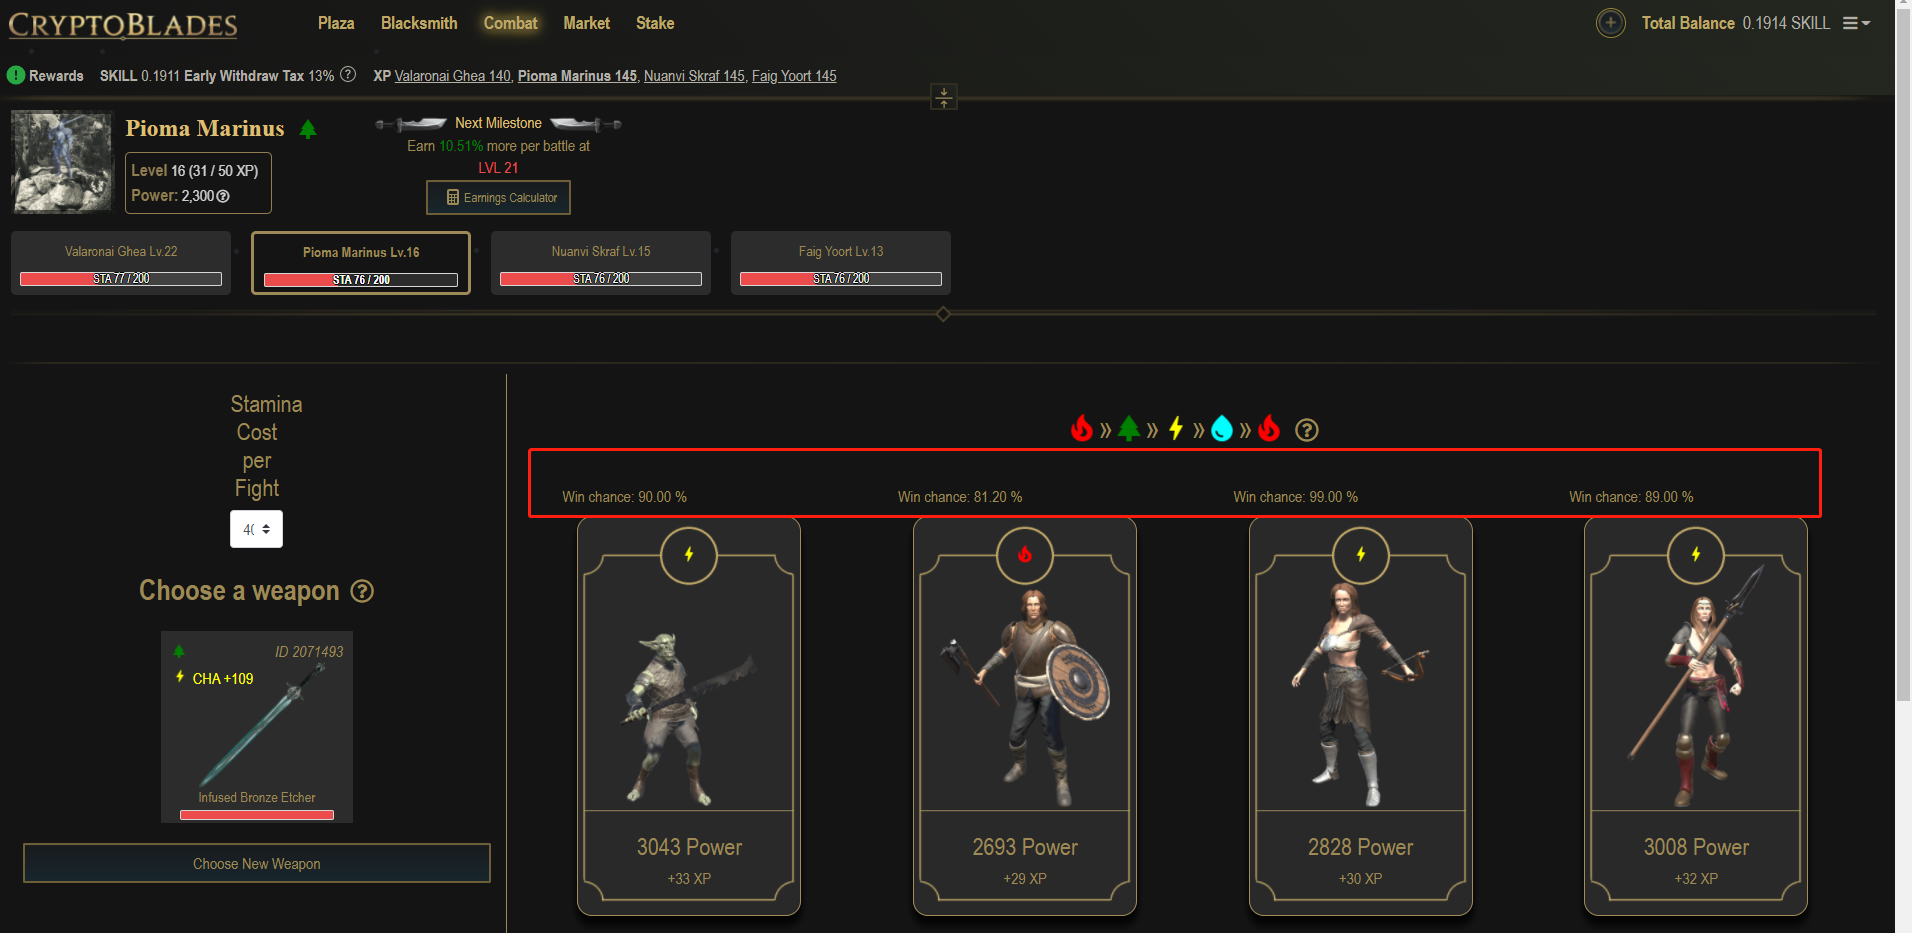 CRYPTOBLADES
Plaza Blacksmith Combat Market Stake
Total Balance 0.1914 SKILL
Rewards SKILL 0.1911 Early Withdraw Tax 13% XP Valaronai Ghea 140, Pioma Marinus 145, Nuanvi Skraf 145, Faig Yoort 145
Pioma Marinus
Level 16 (31 / 50 XP)
Power: 2,300
Next Milestone
Earn 10.51% more per battle at
LVL 21
Earnings Calculator
Valaronai Ghea Lv.22
STA 77 / 200
Pioma Marinus Lv.16
STA 76 / 200
Nuanvi Skraf Lv.15
STA 76 / 200
Faig Yoort Lv.13
STA 76 / 200
Stamina
Cost
per
Fight
Choose a weapon
ID 2071493
CHA +109
Infused Bronze Etcher
Choose New Weapon
Win chance: 90.00 %
Win chance: 81.20 %
Win chance: 99.00 %
Win chance: 89.00 %
3043 Power
+33 XP
2693 Power
+29 XP
2828 Power
+30 XP
3008 Power
+32 XP